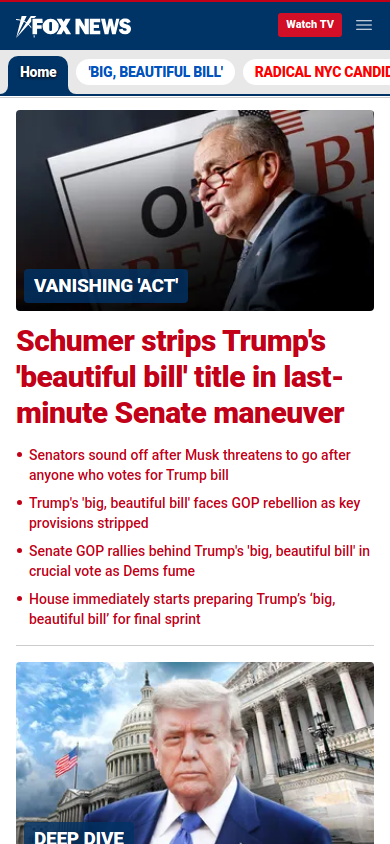 FOX NEWS
Watch TV
Home
'BIG, BEAUTIFUL BILL'
RADICAL NYC CANDID
VANISHING 'ACT'
Schumer strips Trump's
'beautiful bill' title in last-
minute Senate maneuver
• Senators sound off after Musk threatens to go after
anyone who votes for Trump bill
• Trump's 'big, beautiful bill' faces GOP rebellion as key
provisions stripped
• Senate GOP rallies behind Trump's 'big, beautiful bill' in
crucial vote as Dems fume
• House immediately starts preparing Trump’s ‘big,
beautiful bill’ for final sprint
DEEP DIVE